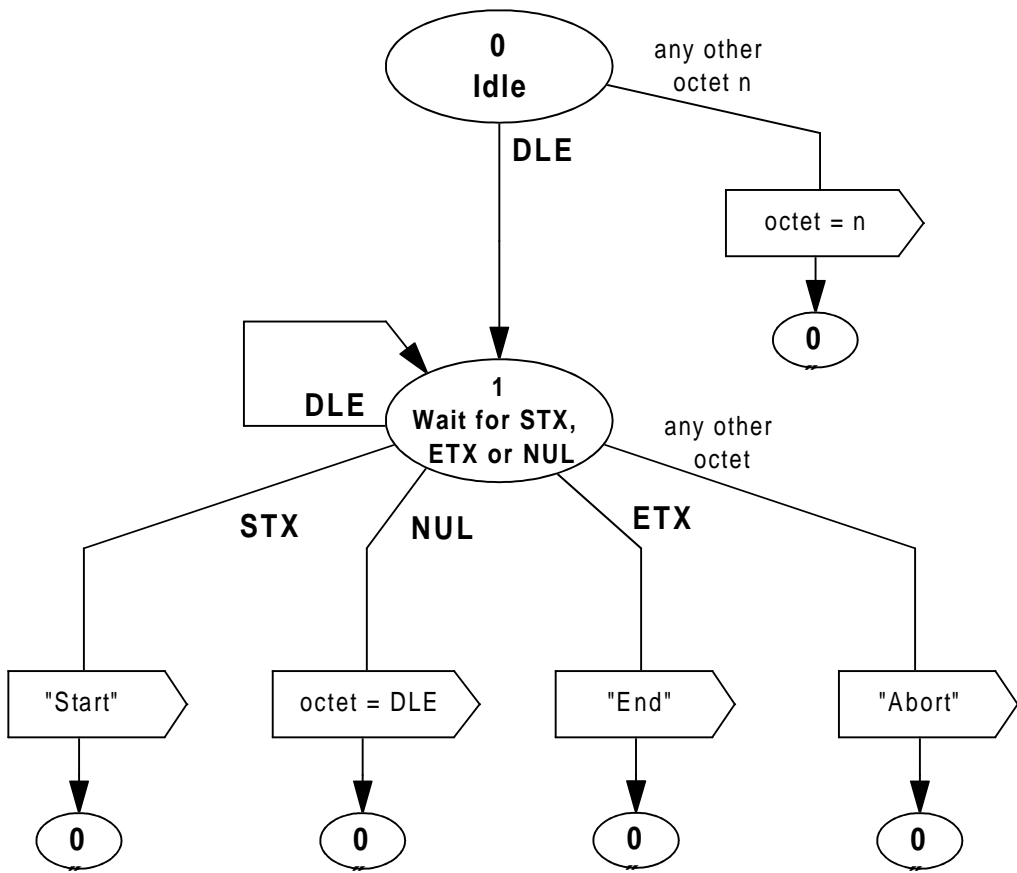 0
Idle
any other
octet n
DLE
octet = n
0
DLE
1
Wait for STX,
ETX or NUL
any other
octet
STX
NUL
ETX
"Start"
octet = DLE
"End"
"Abort"
0
0
0
0